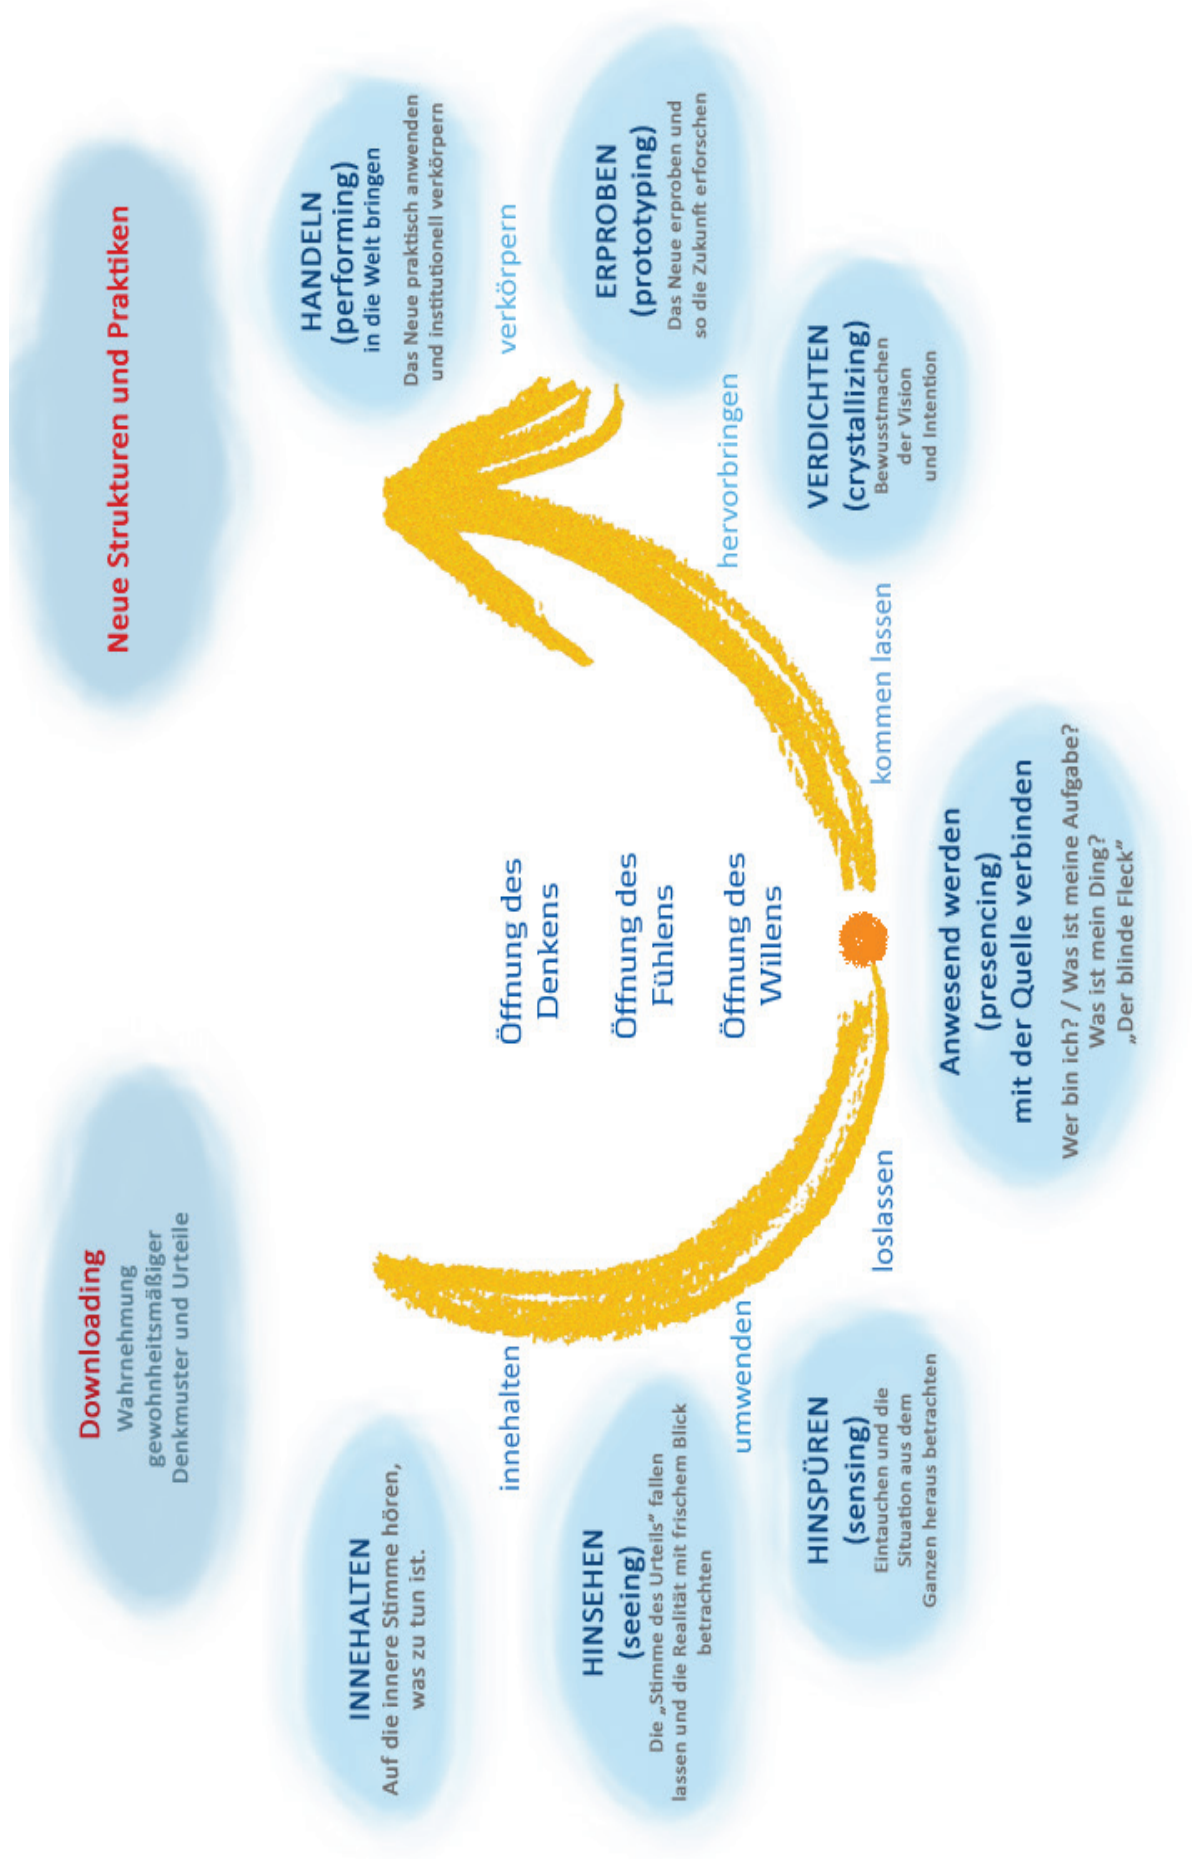 Downloading
Wahrnehmung
gewohnheitsmäßiger
Denkmuster und Urteile
Neue Strukturen und Praktiken
INNEHALTEN
Auf die innere Stimme hören,
was zu tun ist.
innehalten
HINSEHEN
(seeing)
Die „Stimme des Urteils” fallen
lassen und die Realität mit frischem Blick
betrachten
umwenden
HINSPÜREN
(sensing)
Eintauchen und die
Situation aus dem
Ganzen heraus betrachten
loslassen
Öffnung des
Denkens
Öffnung des
Fühlens
Öffnung des
Willens
Anwesend werden
(presencing)
mit der Quelle verbinden
Wer bin ich? / Was ist meine Aufgabe?
Was ist mein Ding?
„Der blinde Fleck”
kommen lassen
VERDICHTEN
(crystallizing)
Bewusstmachen
der Vision
und Intention
hervorbringen
ERPROBEN
(prototyping)
Das Neue erproben und
so die Zukunft erforschen
verkörpern
HANDELN
(performing)
in die Welt bringen
Das Neue praktisch anwenden
und institutionell verkörpern